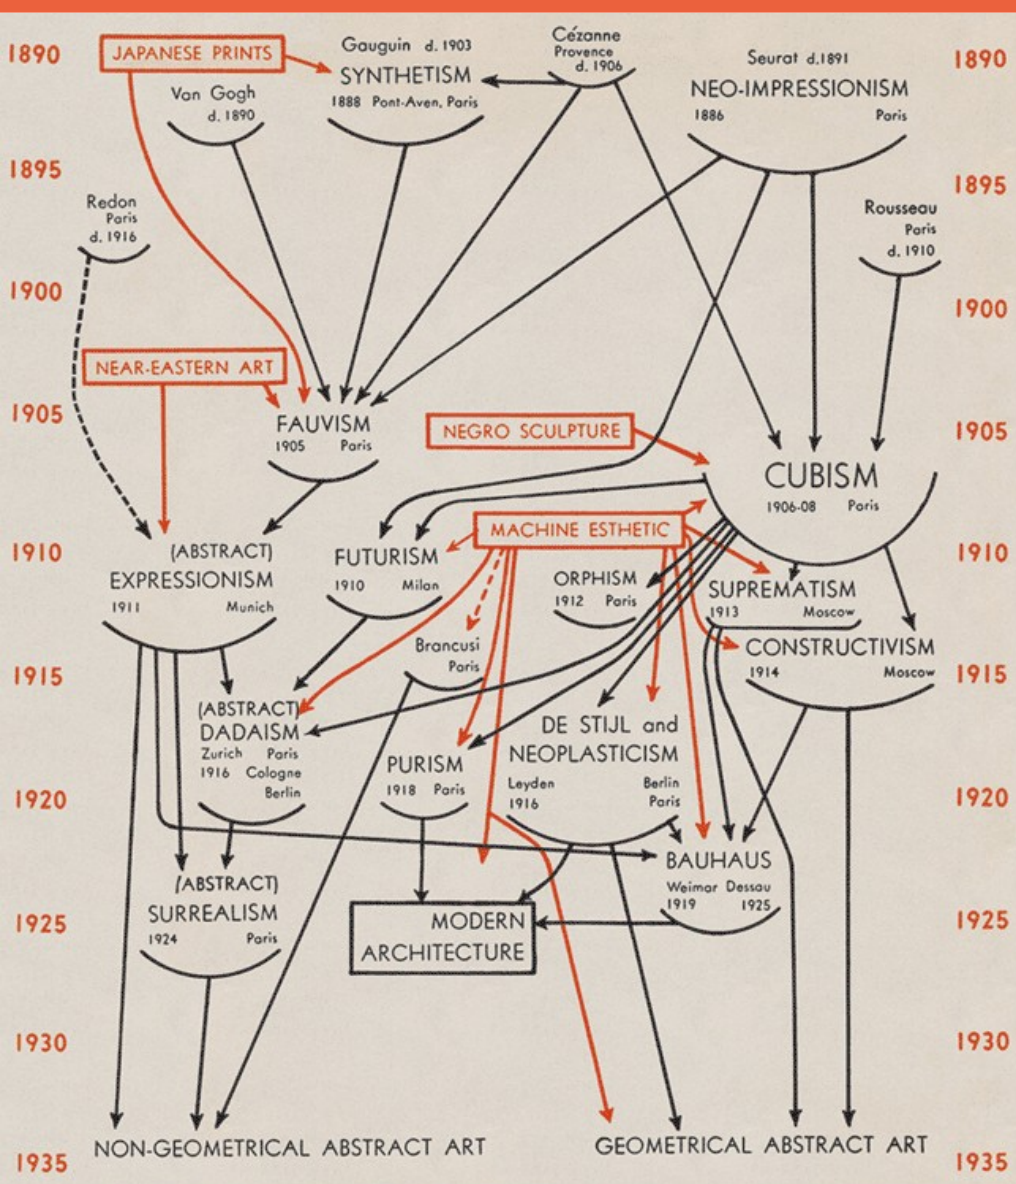 1890
JAPANESE PRINTS
Gauguin d. 1903
SYNTHETISM
1888 Pont-Aven, Paris
Cézanne
Provence
d. 1906
Seurat d.1891
NEO-IMPRESSIONISM
1886 Paris
1890
Van Gogh
d. 1890
1895
1895
Redon
Paris
d. 1916
Rousseau
Paris
d. 1910
1900
1900
NEAR-EASTERN ART
1905
FAUVISM
1905 Paris
NEGRO SCULPTURE
1905
CUBISM
1906-08 Paris
1910
(ABSTRACT)
EXPRESSIONISM
1911 Munich
FUTURISM
1910 Milan
MACHINE ESTHETIC
ORPHISM
1912 Paris
1910
SUPREMATISM
1913 Moscow
Brancusi
Paris
CONSTRUCTIVISM
1914 Moscow
1915
1915
(ABSTRACT)
DADAISM
Zurich Paris
1916 Cologne
Berlin
PURISM
1918 Paris
DE STIJL and
NEOPLASTICISM
Leyden Berlin
1916 Paris
1920
1920
BAUHAUS
Weimar Dessau
1919 1925
(ABSTRACT)
SURREALISM
1924 Paris
1925
MODERN
ARCHITECTURE
1925
1930
1930
NON-GEOMETRICAL ABSTRACT ART
GEOMETRICAL ABSTRACT ART
1935
1935